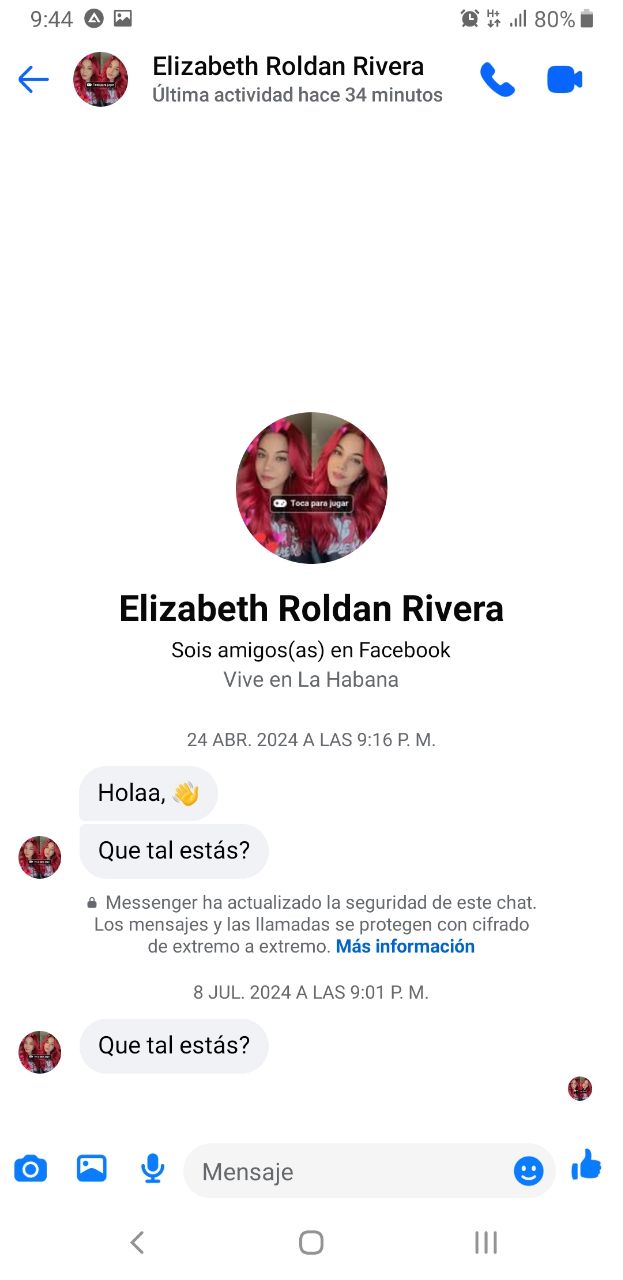 9:44
H+
80%
Elizabeth Roldan Rivera
Última actividad hace 34 minutos
Toca para jugar
Elizabeth Roldan Rivera
Sois amigos(as) en Facebook
Vive en La Habana
24 ABR. 2024 A LAS 9:16 P. M.
Holaa, 👋
Que tal estás?
Messenger ha actualizado la seguridad de este chat.
Los mensajes y las llamadas se protegen con cifrado
de extremo a extremo. Más información
8 JUL. 2024 A LAS 9:01 P. M.
Que tal estás?
Mensaje